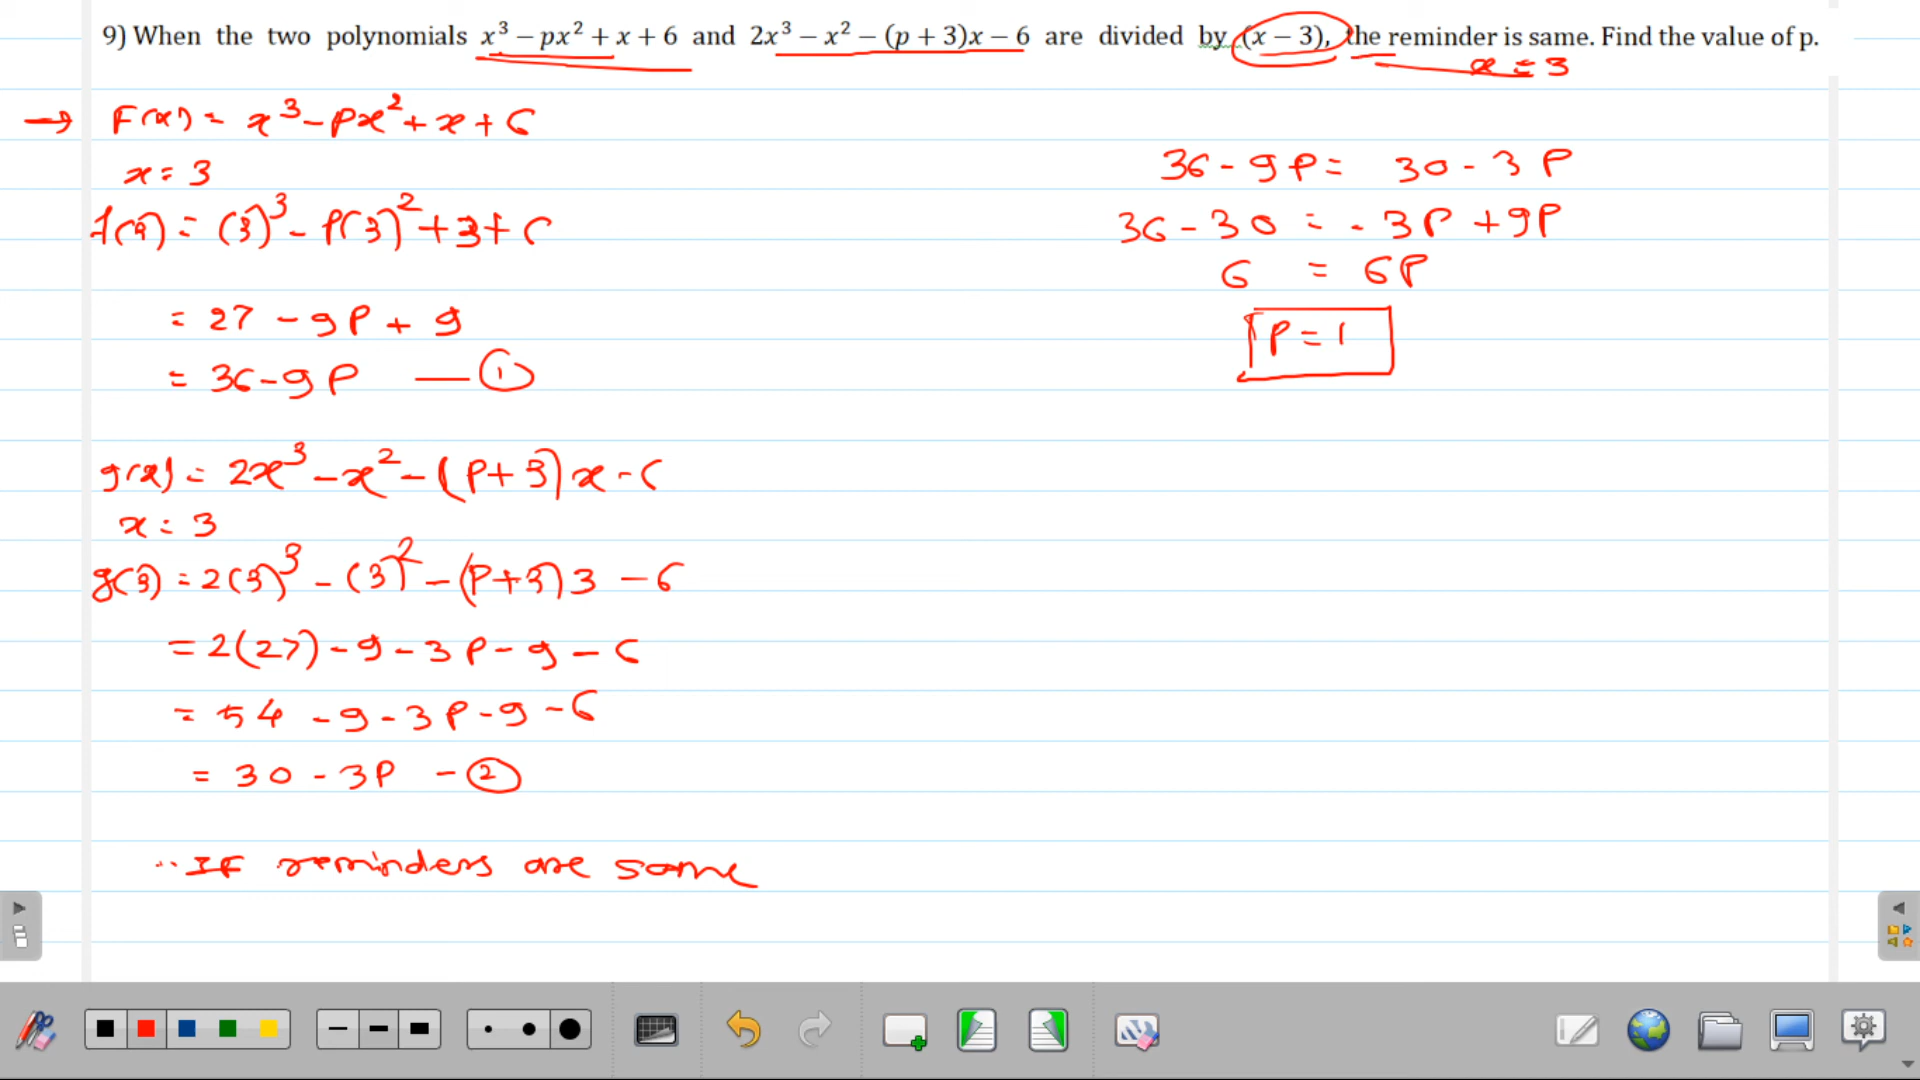 9) When the two polynomials x³ − px² + x + 6 and 2x³ − x² − (p + 3)x − 6 are divided by (x − 3), the reminder is same. Find the value of p.
x = 3
→ F(x) = x³ - Px² + x + 6
x = 3
f(3) = (3)³ - P(3)² + 3 + 6
= 27 - 9P + 9
= 36 - 9P — ①
g(x) = 2x³ - x² - (P+3)x - 6
x = 3
g(3) = 2(3)³ - (3)² - (P+3)3 - 6
= 2(27) - 9 - 3P - 9 - 6
= 54 - 9 - 3P - 9 - 6
= 30 - 3P - ②
∴ IF reminders are same
36 - 9P = 30 - 3P
36 - 30 = - 3P + 9P
6 = 6P
P = 1